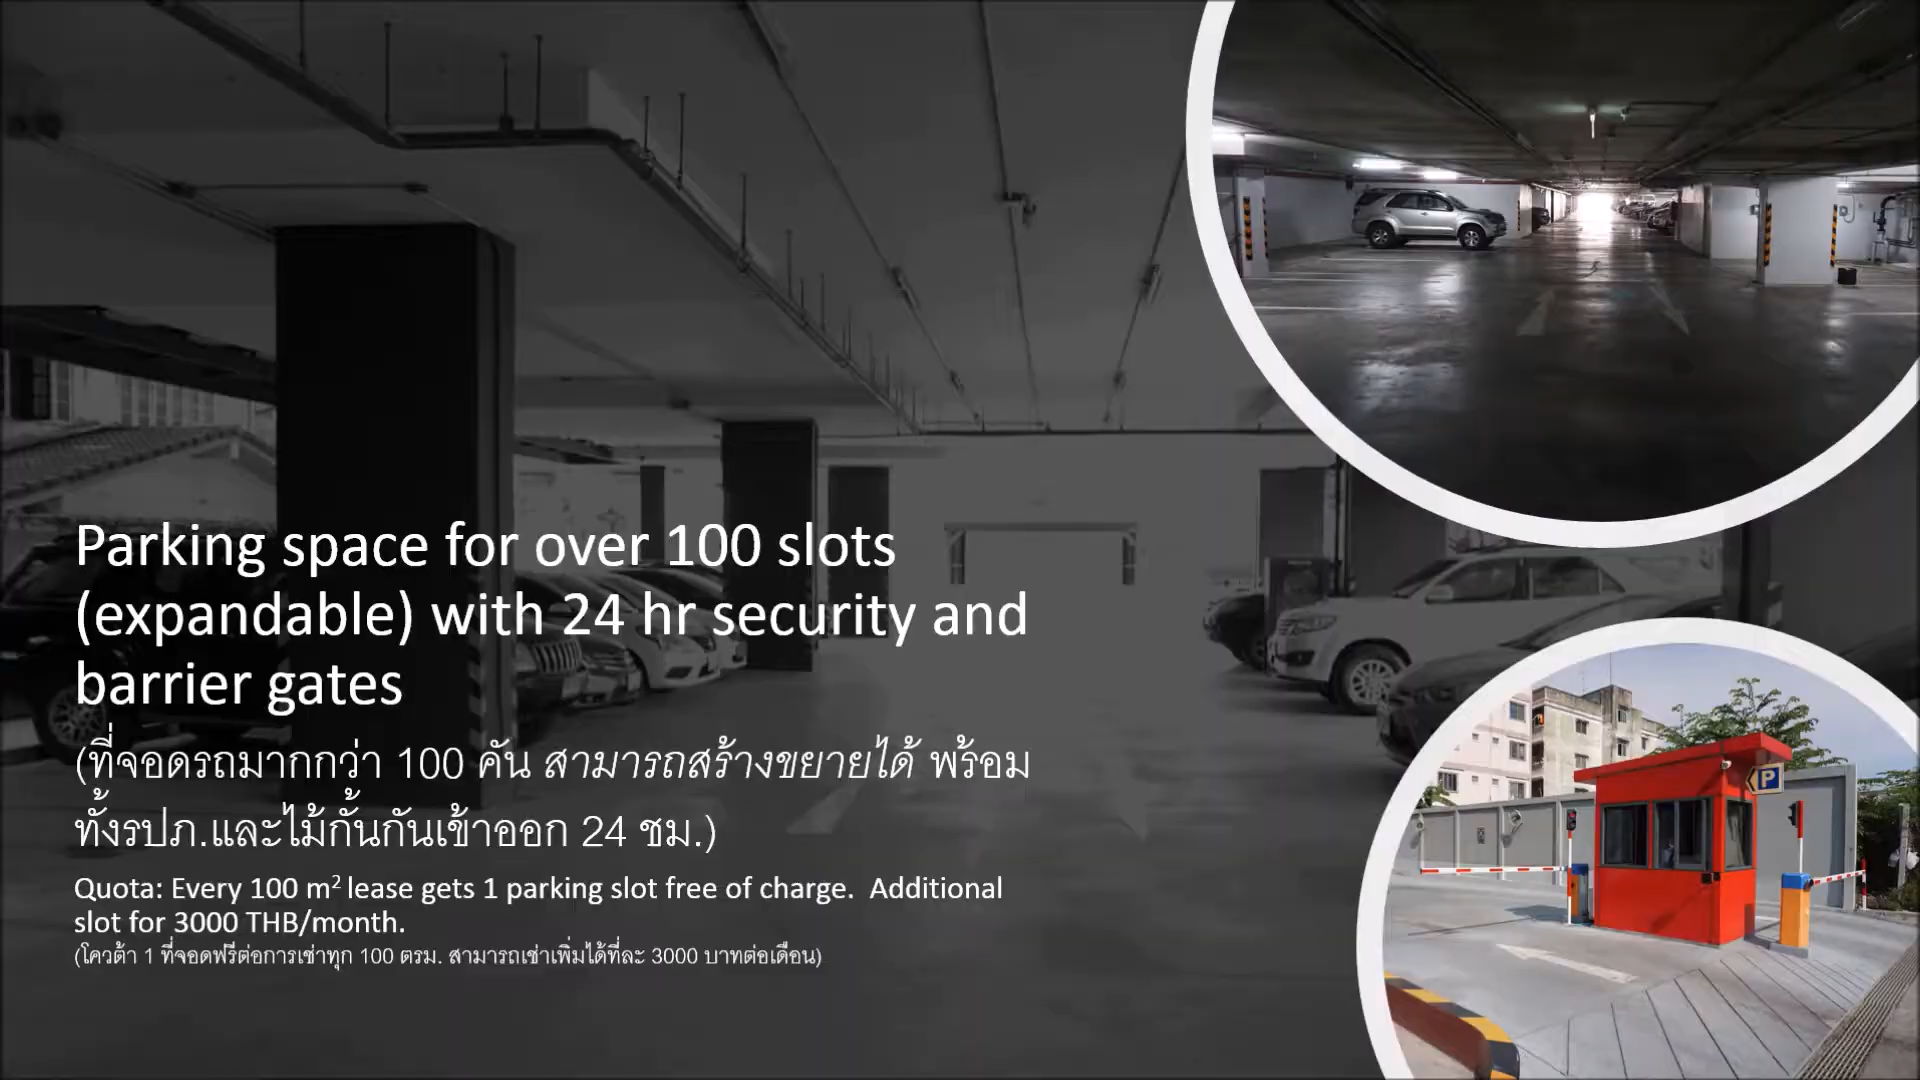 Parking space for over 100 slots
(expandable) with 24 hr security and
barrier gates
(ที่จอดรถมากกว่า 100 คัน สามารถสร้างขยายได้ พร้อม
ทั้งรปภ.และไม้กั้นกันเข้าออก 24 ชม.)
Quota: Every 100 m² lease gets 1 parking slot free of charge.  Additional
slot for 3000 THB/month.
(โควต้า 1 ที่จอดฟรีต่อการเช่าทุก 100 ตรม. สามารถเช่าเพิ่มได้ที่ละ 3000 บาทต่อเดือน)
P